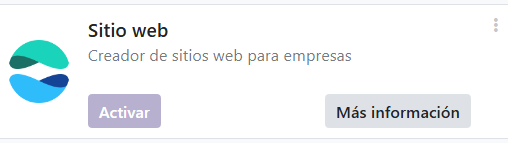 Sitio web
Creador de sitios web para empresas
Activar
Más información